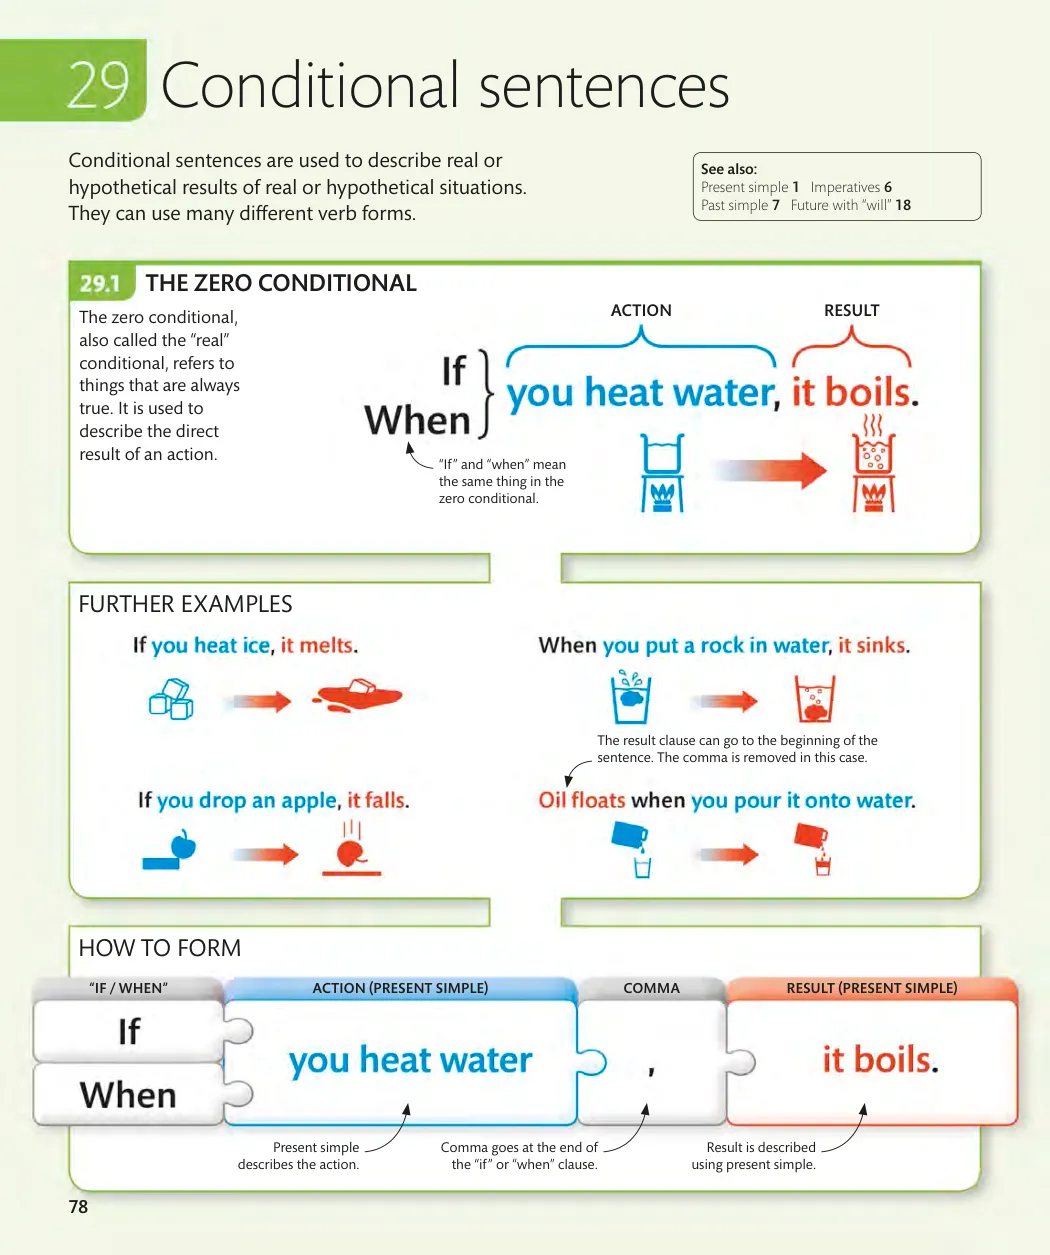 29 Conditional sentences
Conditional sentences are used to describe real or
hypothetical results of real or hypothetical situations.
They can use many different verb forms.
See also:
Present simple 1 Imperatives 6
Past simple 7 Future with “will” 18
29.1 THE ZERO CONDITIONAL
The zero conditional,
also called the “real”
conditional, refers to
things that are always
true. It is used to
describe the direct
result of an action.
ACTION RESULT
If
When
you heat water, it boils.
“If” and “when” mean
the same thing in the
zero conditional.
FURTHER EXAMPLES
If you heat ice, it melts.
When you put a rock in water, it sinks.
The result clause can go to the beginning of the
sentence. The comma is removed in this case.
If you drop an apple, it falls.
Oil floats when you pour it onto water.
HOW TO FORM
“IF / WHEN” ACTION (PRESENT SIMPLE) COMMA RESULT (PRESENT SIMPLE)
If
When
you heat water , it boils.
Present simple
describes the action.
Comma goes at the end of
the “if” or “when” clause.
Result is described
using present simple.
78